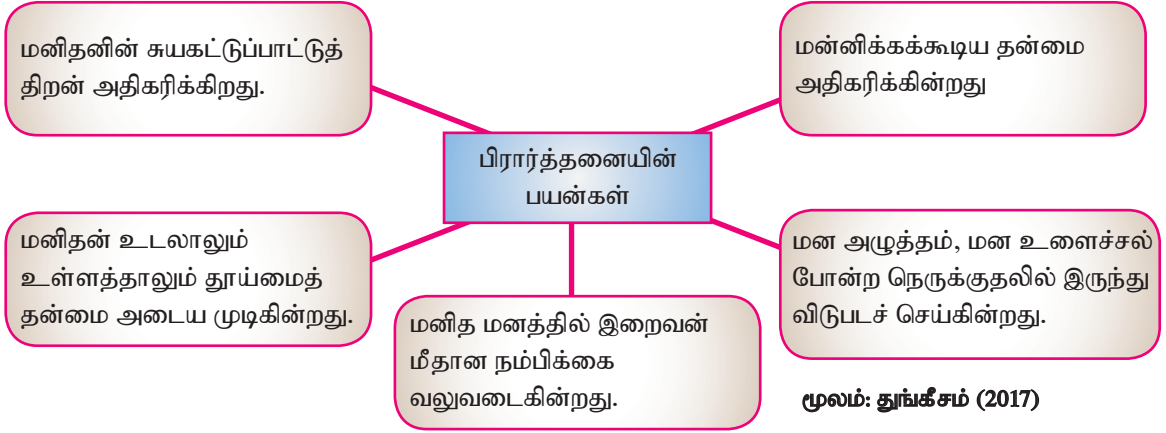 மனிதனின் சுயகட்டுப்பாட்டுத்
திறன் அதிகரிக்கிறது.
மன்னிக்கக்கூடிய தன்மை
அதிகரிக்கின்றது
பிரார்த்தனையின்
பயன்கள்
மனிதன் உடலாலும்
உள்ளத்தாலும் தூய்மைத்
தன்மை அடைய முடிகின்றது.
மன அழுத்தம், மன உளைச்சல்
போன்ற நெருக்குதலில் இருந்து
விடுபடச் செய்கின்றது.
மனித மனத்தில் இறைவன்
மீதான நம்பிக்கை
வலுவடைகின்றது.
மூலம்: துங்கீசம் (2017)